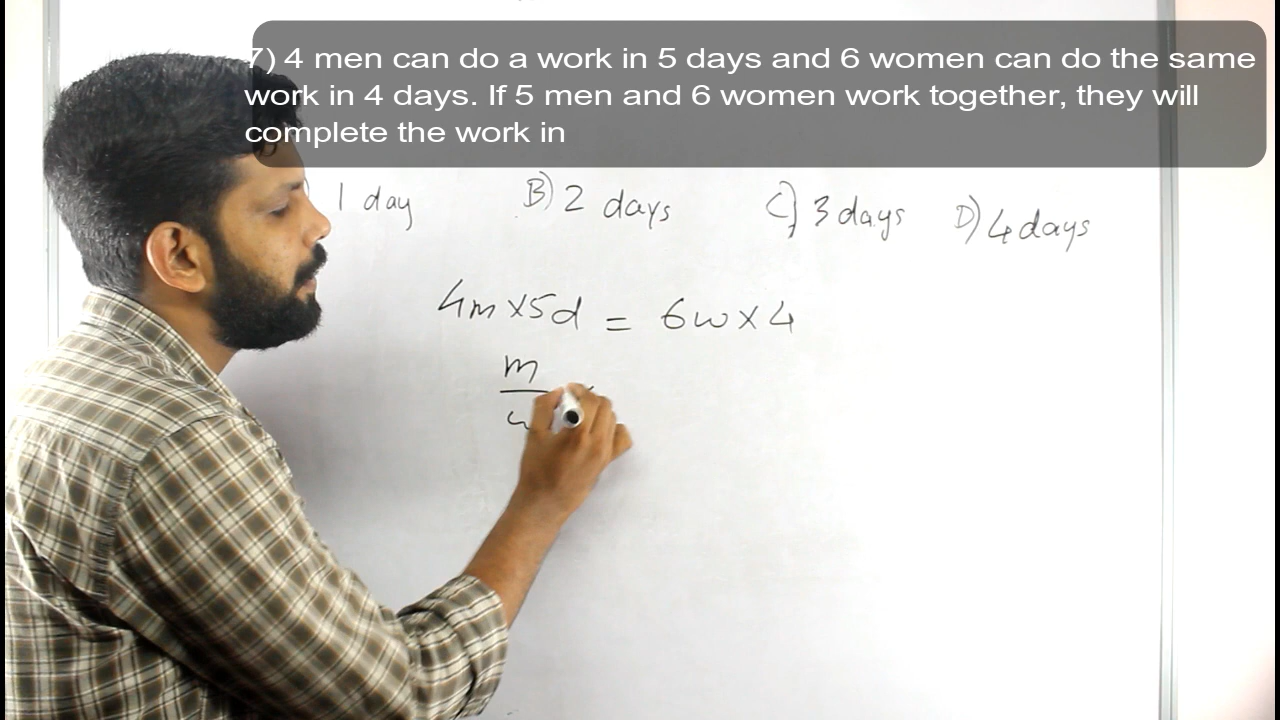 7) 4 men can do a work in 5 days and 6 women can do the same
work in 4 days. If 5 men and 6 women work together, they will
complete the work in
) 1 day B) 2 days C) 3 days D) 4 days
4m x 5d = 6w x 4
m
w